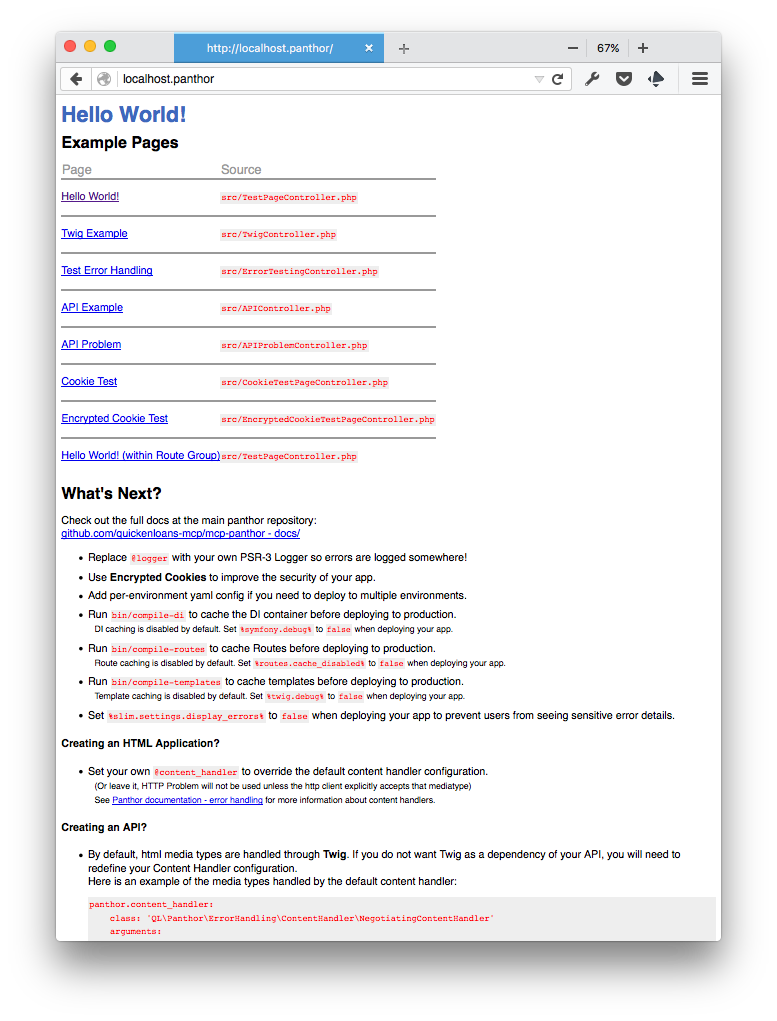 http://localhost.panthor/ × + − 67% +
localhost.panthor
Hello World!
Example Pages
Page Source
Hello World! src/TestPageController.php
Twig Example src/TwigController.php
Test Error Handling src/ErrorTestingController.php
API Example src/APIController.php
API Problem src/APIProblemController.php
Cookie Test src/CookieTestPageController.php
Encrypted Cookie Test src/EncryptedCookieTestPageController.php
Hello World! (within Route Group) src/TestPageController.php
What's Next?
Check out the full docs at the main panthor repository:
github.com/quickenloans-mcp/mcp-panthor - docs/
• Replace @logger with your own PSR-3 Logger so errors are logged somewhere!
• Use Encrypted Cookies to improve the security of your app.
• Add per-environment yaml config if you need to deploy to multiple environments.
• Run bin/compile-di to cache the DI container before deploying to production.
DI caching is disabled by default. Set %symfony.debug% to false when deploying your app.
• Run bin/compile-routes to cache Routes before deploying to production.
Route caching is disabled by default. Set %routes.cache_disabled% to false when deploying your app.
• Run bin/compile-templates to cache templates before deploying to production.
Template caching is disabled by default. Set %twig.debug% to false when deploying your app.
• Set %slim.settings.display_errors% to false when deploying your app to prevent users from seeing sensitive error details.
Creating an HTML Application?
• Set your own @content_handler to override the default content handler configuration.
(Or leave it, HTTP Problem will not be used unless the http client explicitly accepts that mediatype)
See Panthor documentation - error handling for more information about content handlers.
Creating an API?
• By default, html media types are handled through Twig. If you do not want Twig as a dependency of your API, you will need to
redefine your Content Handler configuration.
Here is an example of the media types handled by the default content handler:
panthor.content_handler:
class: 'QL\Panthor\ErrorHandling\ContentHandler\NegotiatingContentHandler'
arguments: